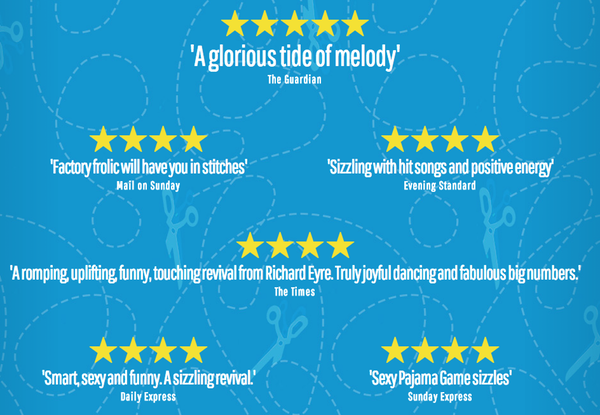 'A glorious tide of melody'
The Guardian
'Factory frolic will have you in stitches'
Mail on Sunday
'Sizzling with hit songs and positive energy'
Evening Standard
'A romping, uplifting, funny, touching revival from Richard Eyre. Truly joyful dancing and fabulous big numbers.'
The Times
'Smart, sexy and funny. A sizzling revival.'
Daily Express
'Sexy Pajama Game sizzles'
Sunday Express